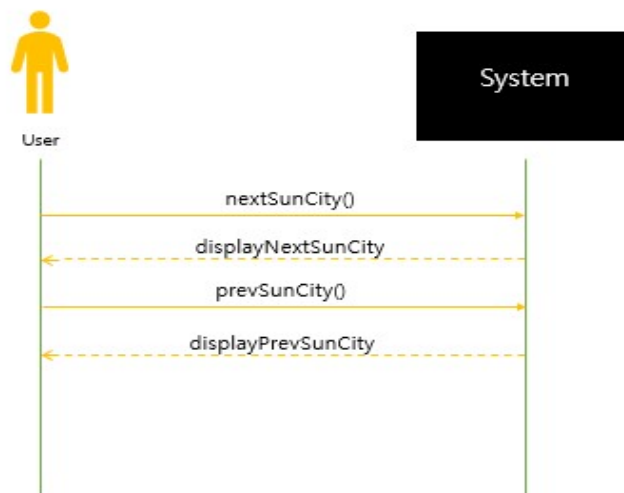 System
User
nextSunCity()
displayNextSunCity
prevSunCity()
displayPrevSunCity